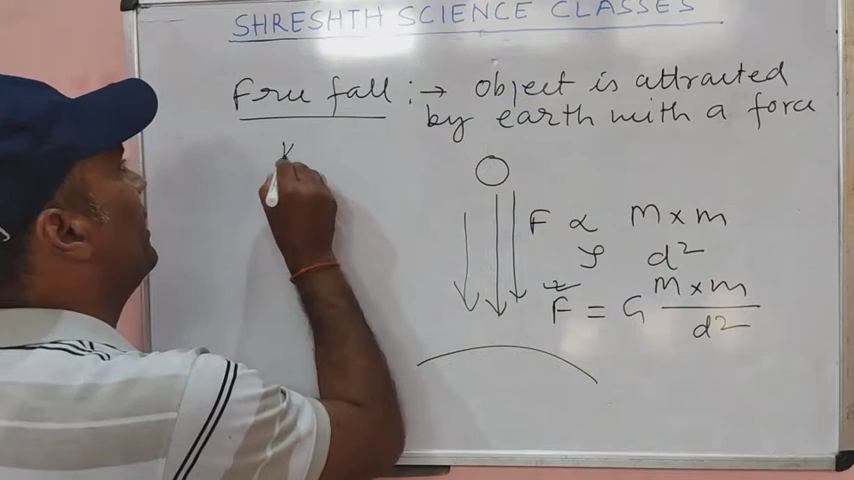 SHRESHTH SCIENCE CLASSES
Free fall :→ Object is attracted
by earth with a force
F ∝ M×m
d²
F = G M×m / d²